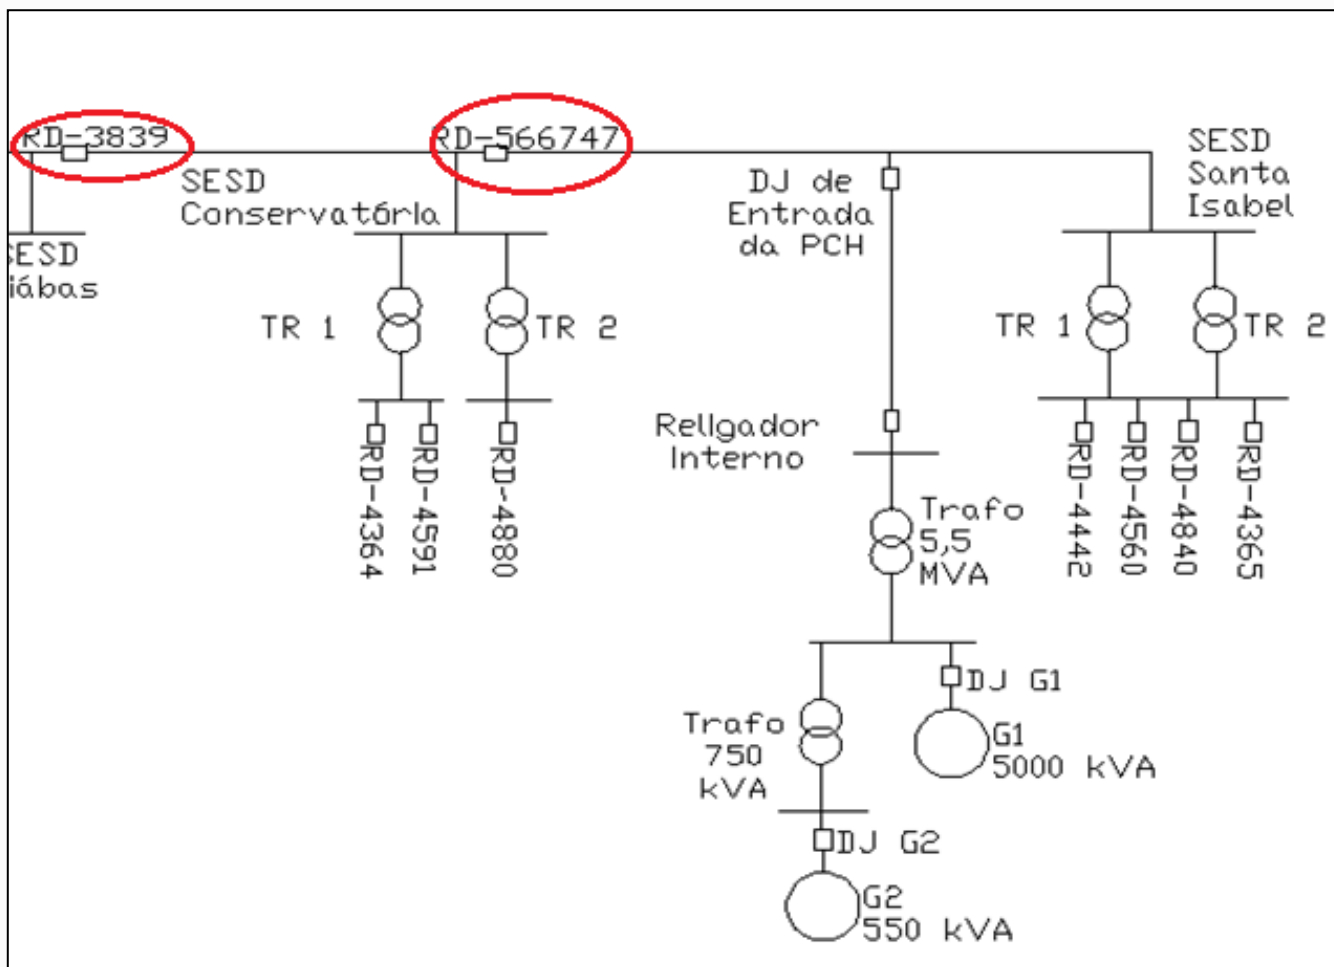 RD-3839
RD-566747
SESD
Santa
Isabel
SESD
Conservatória
DJ de
Entrada
da PCH
SESD
iábas
TR 1
TR 2
TR 1
TR 2
Religador
Interno
RD-4364
RD-4591
RD-4880
RD-4442
RD-4560
RD-4840
RD-4365
Trafo
5,5
MVA
DJ G1
Trafo
750
kVA
G1
5000 kVA
DJ G2
G2
550 kVA